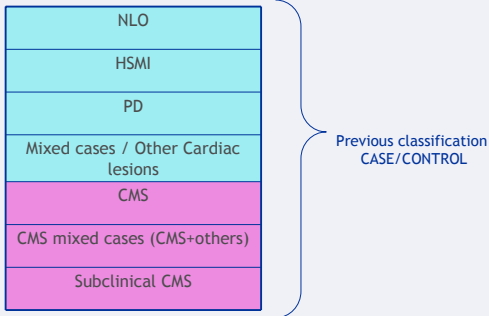 NLO
HSMI
PD
Mixed cases / Other Cardiac
lesions
CMS
CMS mixed cases (CMS+others)
Subclinical CMS
Previous classification
CASE/CONTROL